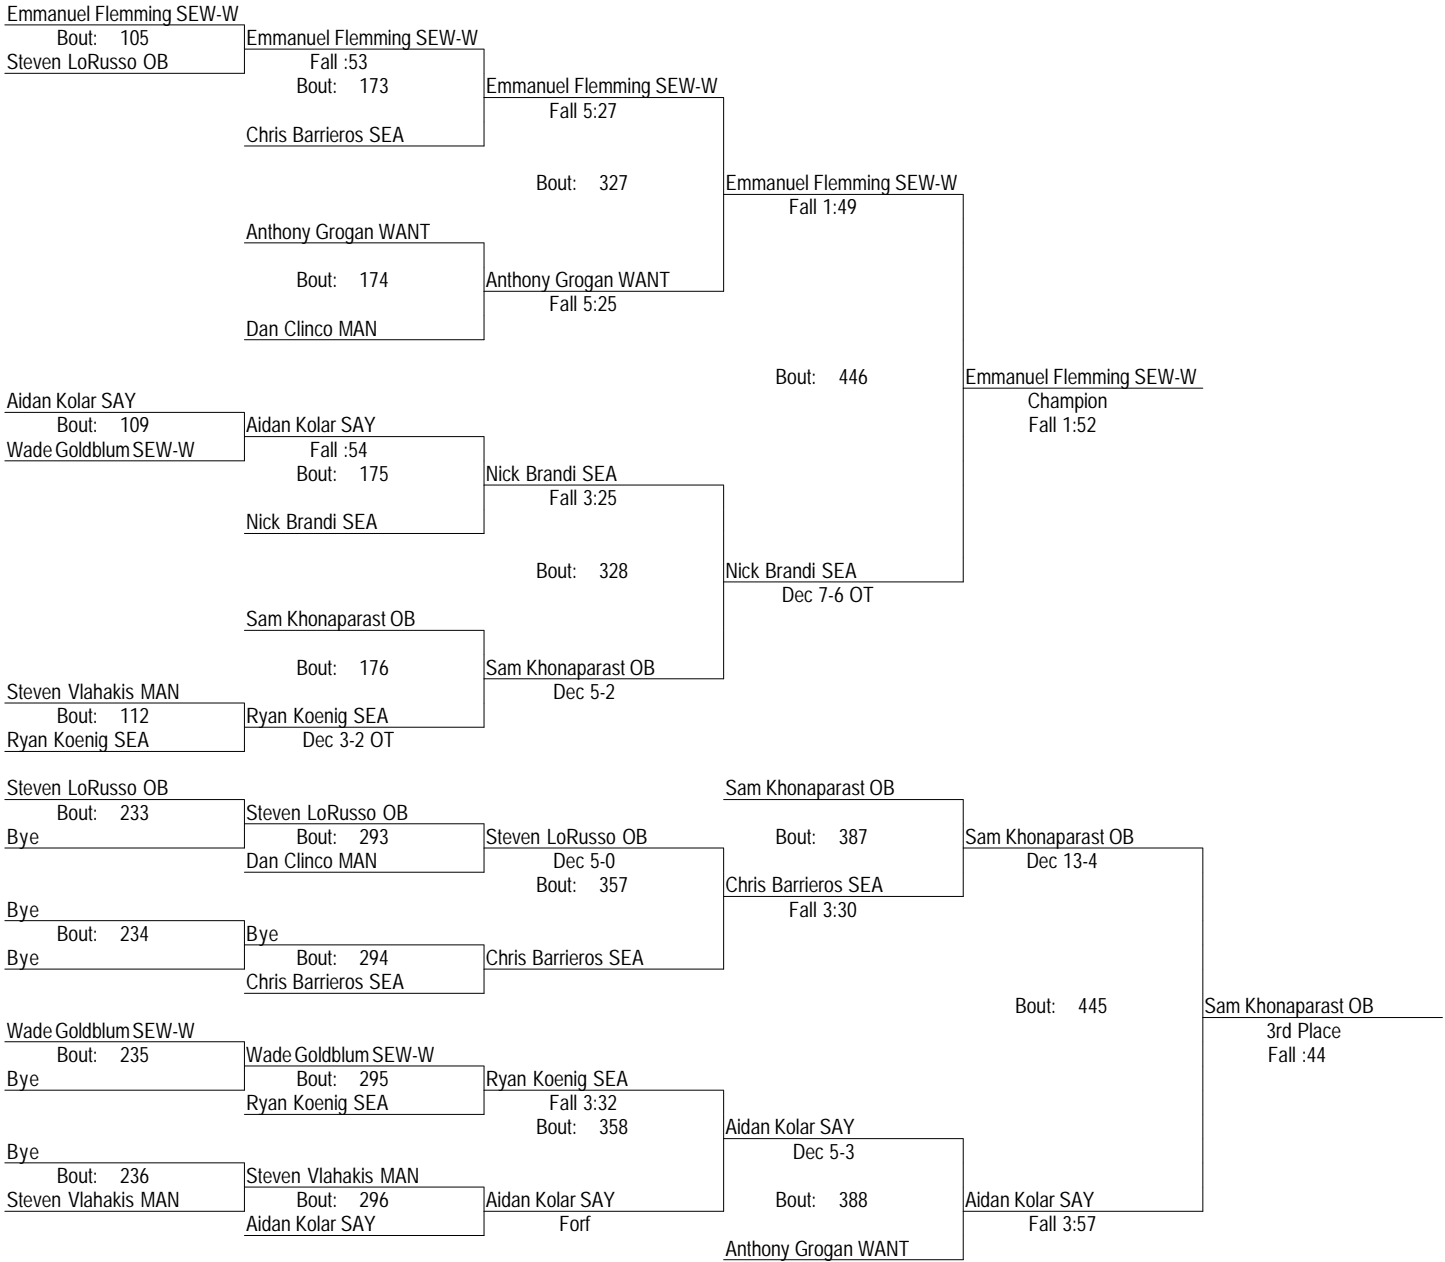 Emmanuel Flemming SEW-W
Bout: 105
Steven LoRusso OB
Emmanuel Flemming SEW-W
Fall :53
Bout: 173
Chris Barrieros SEA
Emmanuel Flemming SEW-W
Fall 5:27
Bout: 327
Anthony Grogan WANT
Bout: 174
Dan Clinco MAN
Anthony Grogan WANT
Fall 5:25
Emmanuel Flemming SEW-W
Fall 1:49
Bout: 446
Emmanuel Flemming SEW-W
Champion
Fall 1:52
Aidan Kolar SAY
Bout: 109
Wade Goldblum SEW-W
Aidan Kolar SAY
Fall :54
Bout: 175
Nick Brandi SEA
Nick Brandi SEA
Fall 3:25
Bout: 328
Nick Brandi SEA
Dec 7-6 OT
Sam Khonaparast OB
Bout: 176
Sam Khonaparast OB
Dec 5-2
Steven Vlahakis MAN
Bout: 112
Ryan Koenig SEA
Ryan Koenig SEA
Dec 3-2 OT
Steven LoRusso OB
Bout: 233
Bye
Steven LoRusso OB
Bout: 293
Dan Clinco MAN
Steven LoRusso OB
Dec 5-0
Bout: 357
Sam Khonaparast OB
Bout: 387
Chris Barrieros SEA
Fall 3:30
Sam Khonaparast OB
Dec 13-4
Bye
Bout: 234
Bye
Bye
Bout: 294
Chris Barrieros SEA
Chris Barrieros SEA
Bout: 445
Sam Khonaparast OB
3rd Place
Fall :44
Wade Goldblum SEW-W
Bout: 235
Bye
Wade Goldblum SEW-W
Bout: 295
Ryan Koenig SEA
Ryan Koenig SEA
Fall 3:32
Bout: 358
Aidan Kolar SAY
Dec 5-3
Bye
Bout: 236
Steven Vlahakis MAN
Steven Vlahakis MAN
Bout: 296
Aidan Kolar SAY
Aidan Kolar SAY
Forf
Bout: 388
Anthony Grogan WANT
Aidan Kolar SAY
Fall 3:57